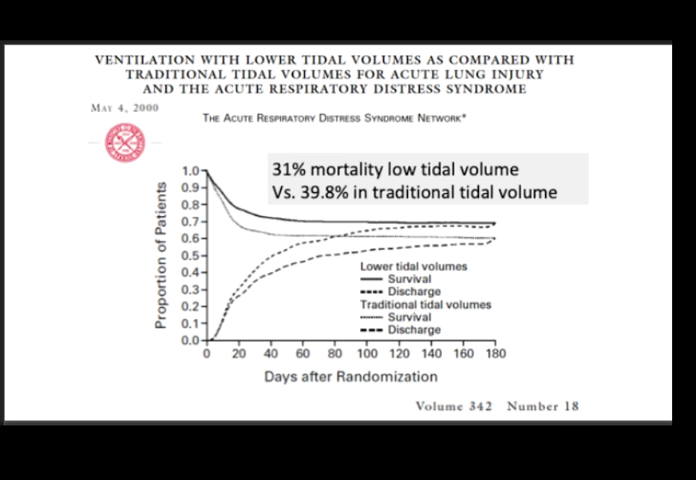 VENTILATION WITH LOWER TIDAL VOLUMES AS COMPARED WITH
TRADITIONAL TIDAL VOLUMES FOR ACUTE LUNG INJURY
AND THE ACUTE RESPIRATORY DISTRESS SYNDROME
MAY 4, 2000
THE ACUTE RESPIRATORY DISTRESS SYNDROME NETWORK*
31% mortality low tidal volume
Vs. 39.8% in traditional tidal volume
Proportion of Patients
1.0
0.9
0.8
0.7
0.6
0.5
0.4
0.3
0.2
0.1
0.0
Lower tidal volumes
Survival
Discharge
Traditional tidal volumes
Survival
Discharge
0 20 40 60 80 100 120 140 160 180
Days after Randomization
Volume 342 Number 18